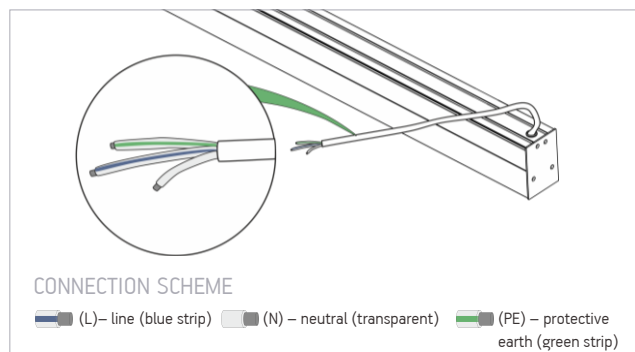 CONNECTION SCHEME
(L)– line (blue strip) (N) – neutral (transparent) (PE) – protective
earth (green strip)